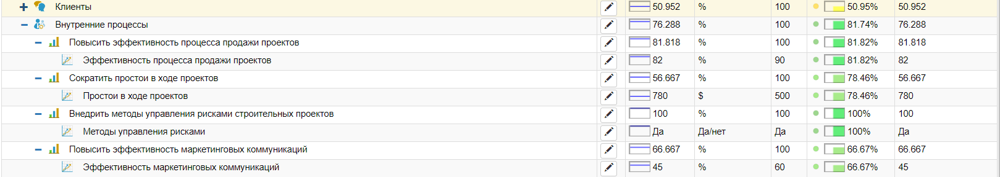 Клиенты 50.952 % 100 50.95% 50.952
Внутренние процессы 76.288 % 100 81.74% 76.288
Повысить эффективность процесса продажи проектов 81.818 % 100 81.82% 81.818
Эффективность процесса продажи проектов 82 % 90 81.82% 82
Сократить простои в ходе проектов 56.667 % 100 78.46% 56.667
Простои в ходе проектов 780 $ 500 78.46% 780
Внедрить методы управления рисками строительных проектов 100 % 100 100% 100
Методы управления рисками Да Да/нет Да 100% Да
Повысить эффективность маркетинговых коммуникаций 66.667 % 100 66.67% 66.667
Эффективность маркетинговых коммуникаций 45 % 60 66.67% 45